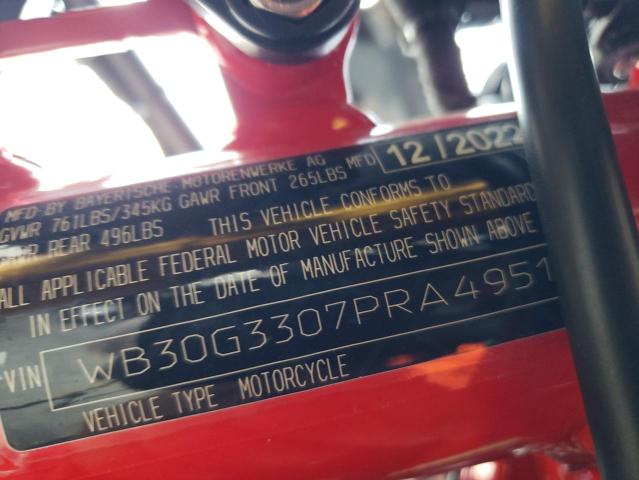 MFD-BY BAYERISCHE MOTORENWERKE AG MFD 12/2022
GVWR 761LBS/345KG GAWR FRONT 265LBS
REAR 496LBS THIS VEHICLE CONFORMS TO
ALL APPLICABLE FEDERAL MOTOR VEHICLE SAFETY STANDARD
IN EFFECT ON THE DATE OF MANUFACTURE SHOWN ABOVE
VIN WB30G3307PRA4951
VEHICLE TYPE MOTORCYCLE